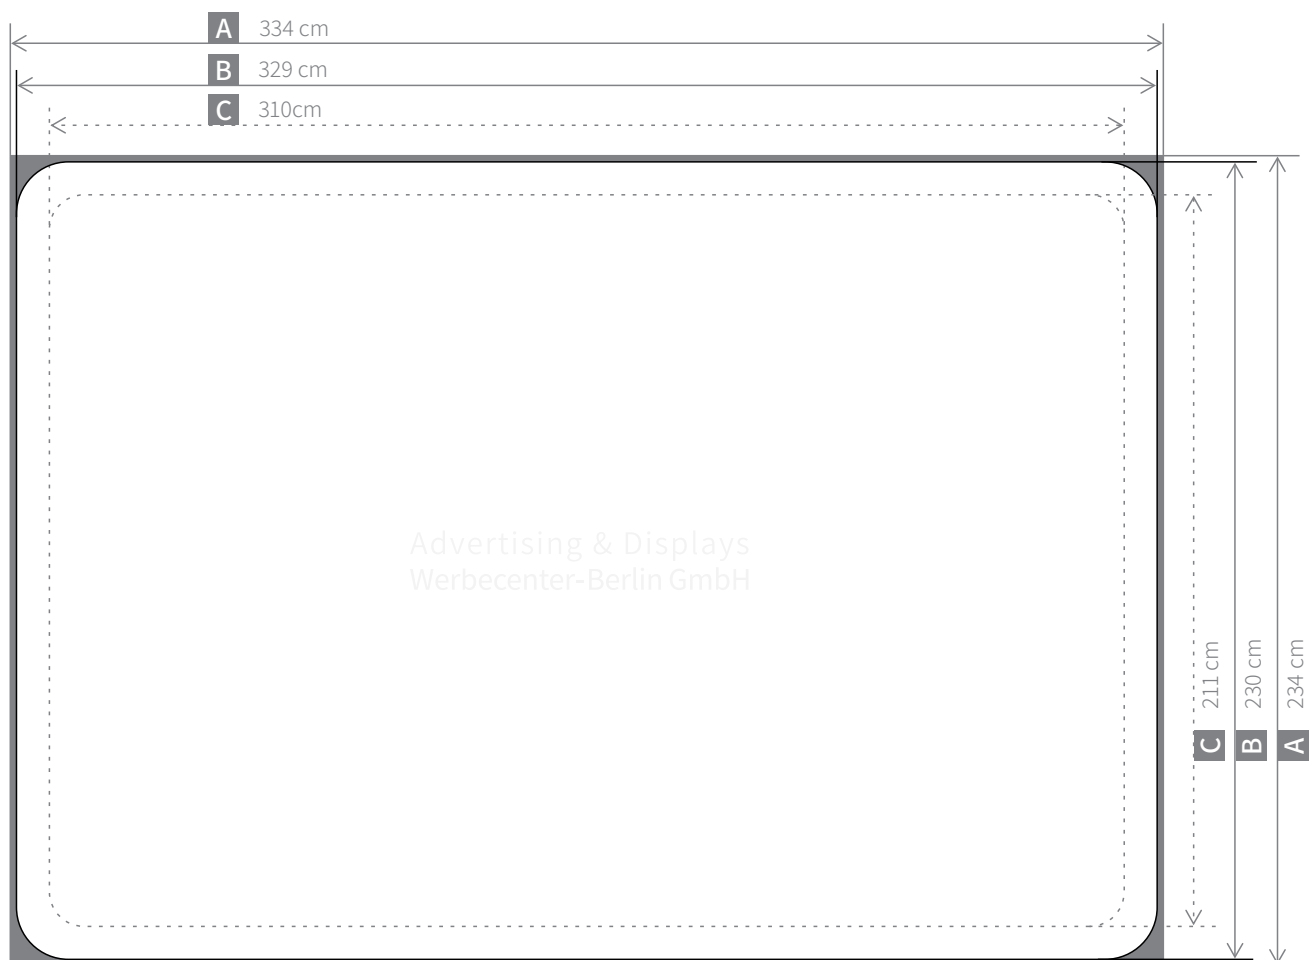 A 334 cm
B 329 cm
C 310cm
Advertising & Displays
Werbecenter-Berlin GmbH
C 211 cm
B 230 cm
A 234 cm